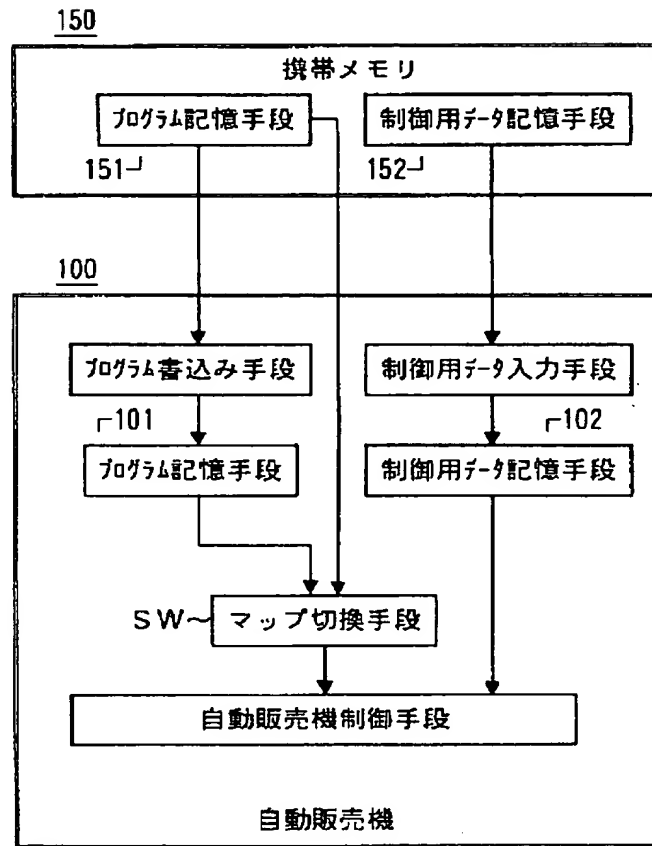 150
携帯メモリ
プログラム記憶手段
制御用データ記憶手段
151
152
100
プログラム書込み手段
制御用データ入力手段
101
102
プログラム記憶手段
制御用データ記憶手段
SW～マップ切換手段
自動販売機制御手段
自動販売機